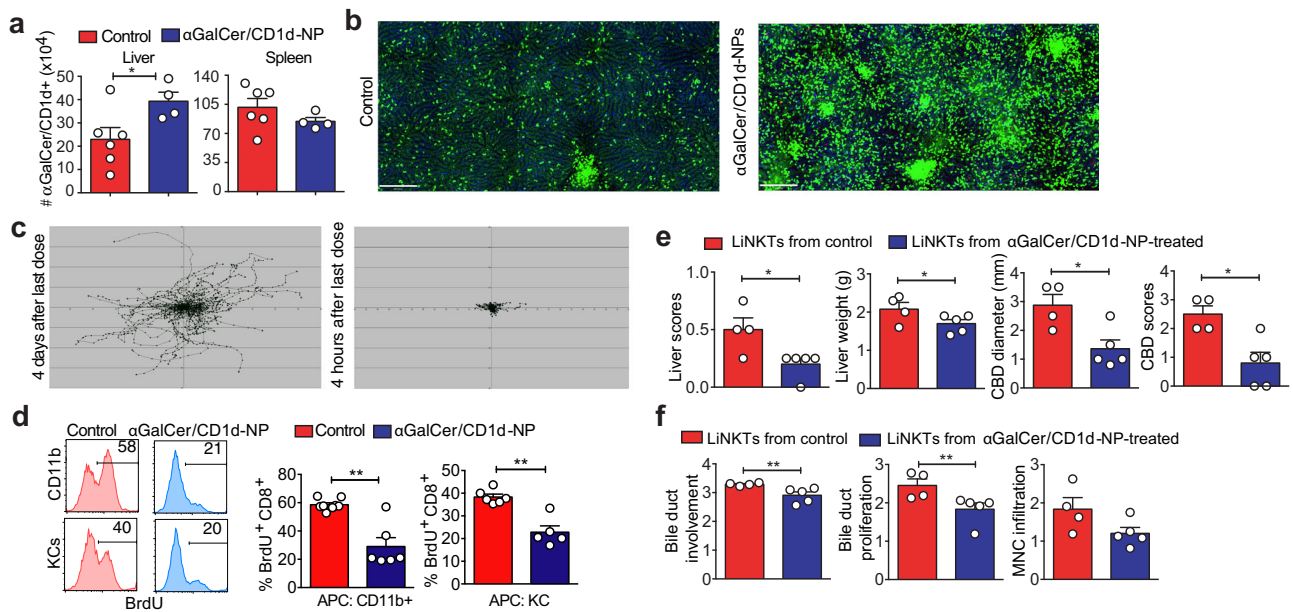 a
Control αGalCer/CD1d-NP
Liver Spleen
# αGalCer/CD1d+ (x10⁴)
50
40
30
20
10
0
*
140
105
70
35
0
b
Control
αGalCer/CD1d-NPs
c
4 days after last dose
4 hours after last dose
d
Control αGalCer/CD1d-NP
CD11b
58
21
KCs
40
20
BrdU
Control αGalCer/CD1d-NP
% BrdU⁺ CD8⁺
80
60
40
20
0
**
APC: CD11b+
% BrdU⁺ CD8⁺
50
40
30
20
10
0
**
APC: KC
e
LiNKTs from control LiNKTs from αGalCer/CD1d-NP-treated
Liver scores
1.0
0.5
0.0
*
Liver weight (g)
4
3
2
1
0
*
CBD diameter (mm)
4
3
2
1
0
*
CBD scores
4
3
2
1
0
*
f
LiNKTs from control LiNKTs from αGalCer/CD1d-NP-treated
Bile duct
involvement
4
3
2
1
0
**
Bile duct
proliferation
3
2
1
0
**
MNC infiltration
3
2
1
0